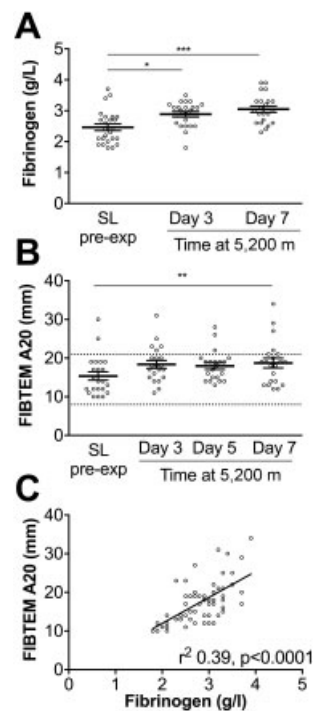 A
***
*
Fibrinogen (g/L)
5
4
3
2
1
0
SL
pre-exp
Day 3 Day 7
Time at 5,200 m
B
**
FIBTEM A20 (mm)
40
30
20
10
0
SL
pre-exp
Day 3 Day 5 Day 7
Time at 5,200 m
C
FIBTEM A20 (mm)
40
30
20
10
0
r² 0.39, p<0.0001
0 1 2 3 4 5
Fibrinogen (g/l)